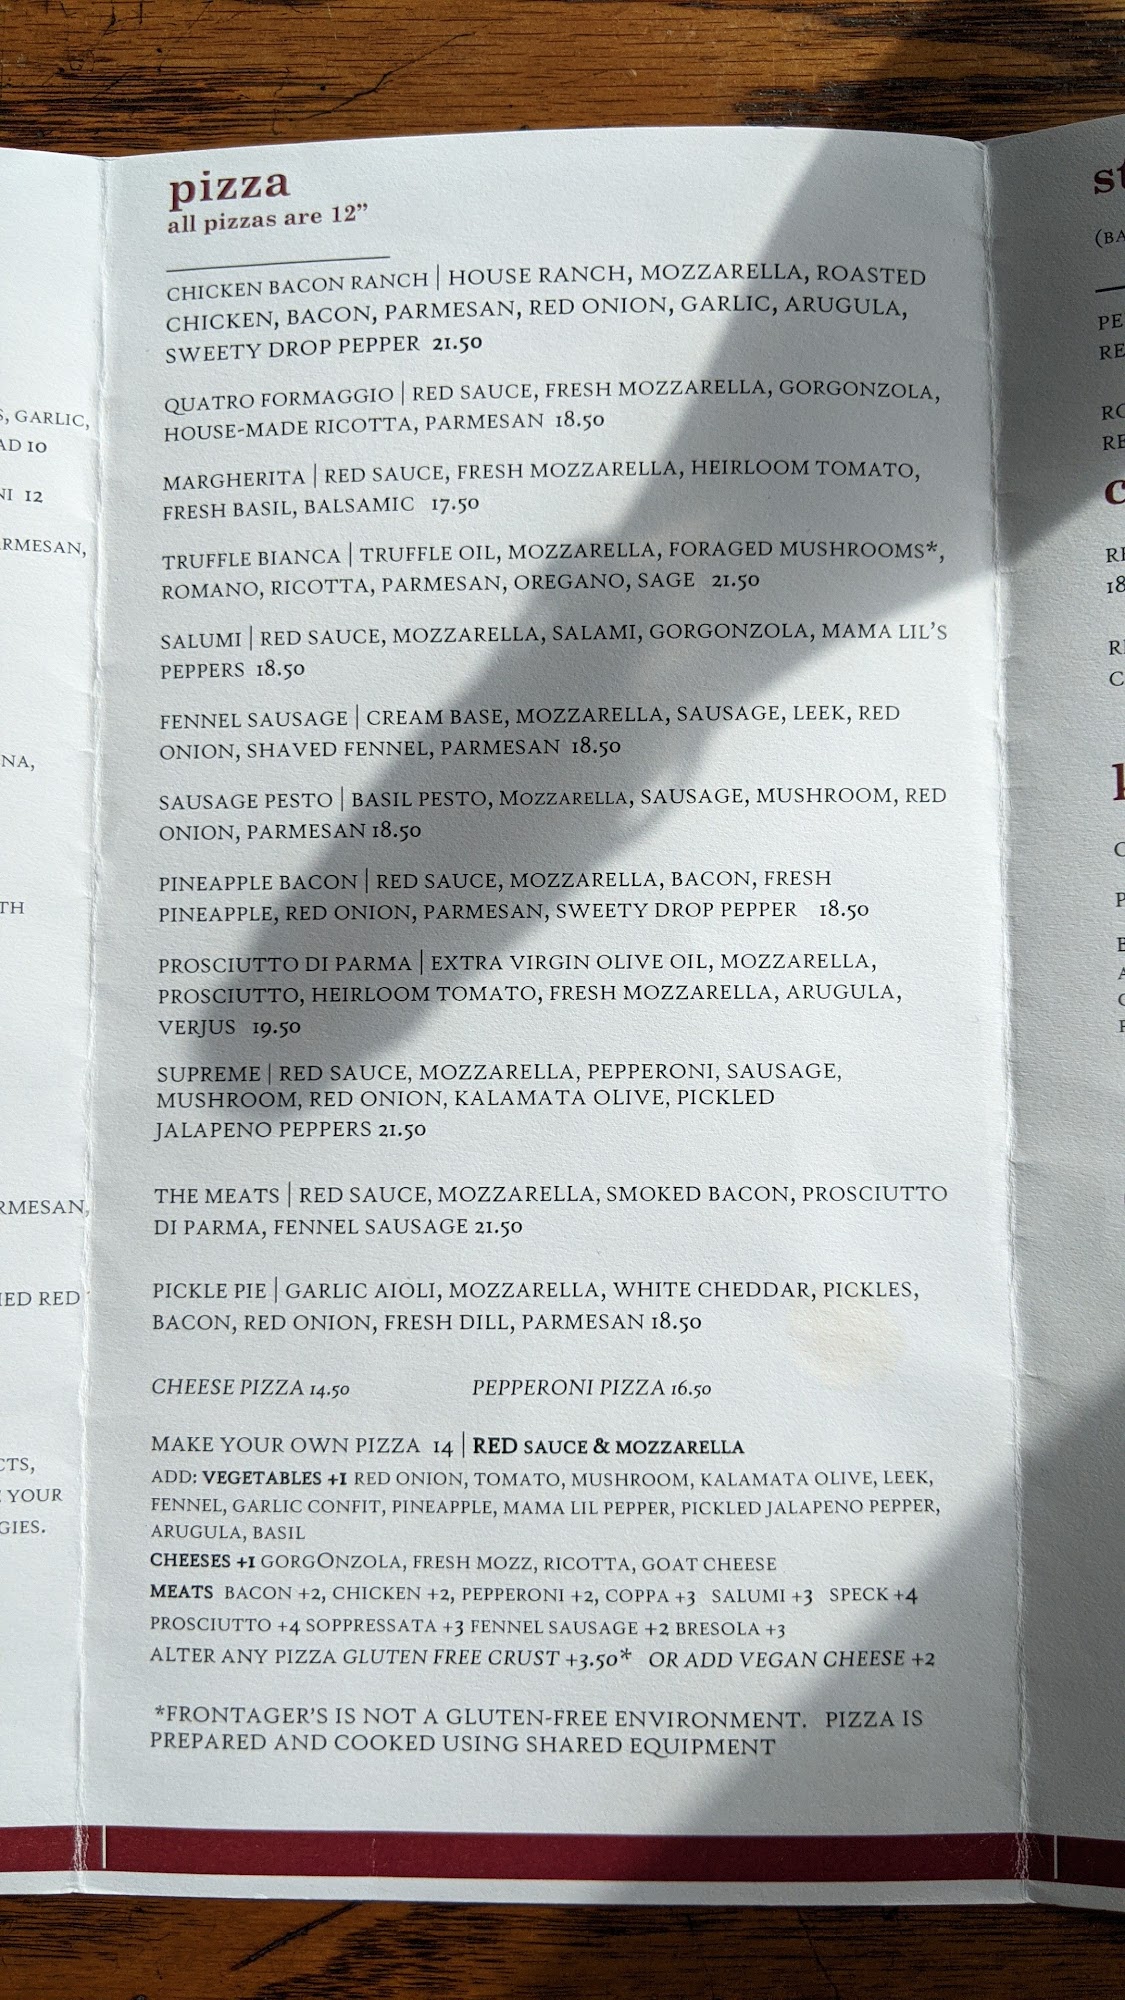 pizza
all pizzas are 12"
CHICKEN BACON RANCH | HOUSE RANCH, MOZZARELLA, ROASTED
CHICKEN, BACON, PARMESAN, RED ONION, GARLIC, ARUGULA,
SWEETY DROP PEPPER 21.50
QUATRO FORMAGGIO | RED SAUCE, FRESH MOZZARELLA, GORGONZOLA,
HOUSE-MADE RICOTTA, PARMESAN 18.50
MARGHERITA | RED SAUCE, FRESH MOZZARELLA, HEIRLOOM TOMATO,
FRESH BASIL, BALSAMIC 17.50
TRUFFLE BIANCA | TRUFFLE OIL, MOZZARELLA, FORAGED MUSHROOMS*,
ROMANO, RICOTTA, PARMESAN, OREGANO, SAGE 21.50
SALUMI | RED SAUCE, MOZZARELLA, SALAMI, GORGONZOLA, MAMA LIL'S
PEPPERS 18.50
FENNEL SAUSAGE | CREAM BASE, MOZZARELLA, SAUSAGE, LEEK, RED
ONION, SHAVED FENNEL, PARMESAN 18.50
SAUSAGE PESTO | BASIL PESTO, MOZZARELLA, SAUSAGE, MUSHROOM, RED
ONION, PARMESAN 18.50
PINEAPPLE BACON | RED SAUCE, MOZZARELLA, BACON, FRESH
PINEAPPLE, RED ONION, PARMESAN, SWEETY DROP PEPPER 18.50
PROSCIUTTO DI PARMA | EXTRA VIRGIN OLIVE OIL, MOZZARELLA,
PROSCIUTTO, HEIRLOOM TOMATO, FRESH MOZZARELLA, ARUGULA,
VERJUS 19.50
SUPREME | RED SAUCE, MOZZARELLA, PEPPERONI, SAUSAGE,
MUSHROOM, RED ONION, KALAMATA OLIVE, PICKLED
JALAPENO PEPPERS 21.50
THE MEATS | RED SAUCE, MOZZARELLA, SMOKED BACON, PROSCIUTTO
DI PARMA, FENNEL SAUSAGE 21.50
PICKLE PIE | GARLIC AIOLI, MOZZARELLA, WHITE CHEDDAR, PICKLES,
BACON, RED ONION, FRESH DILL, PARMESAN 18.50
CHEESE PIZZA 14.50 PEPPERONI PIZZA 16.50
MAKE YOUR OWN PIZZA 14 | RED SAUCE & MOZZARELLA
ADD: VEGETABLES +1 RED ONION, TOMATO, MUSHROOM, KALAMATA OLIVE, LEEK,
FENNEL, GARLIC CONFIT, PINEAPPLE, MAMA LIL PEPPER, PICKLED JALAPENO PEPPER,
ARUGULA, BASIL
CHEESES +1 GORGONZOLA, FRESH MOZZ, RICOTTA, GOAT CHEESE
MEATS BACON +2, CHICKEN +2, PEPPERONI +2, COPPA +3 SALUMI +3 SPECK +4
PROSCIUTTO +4 SOPPRESSATA +3 FENNEL SAUSAGE +2 BRESOLA +3
ALTER ANY PIZZA GLUTEN FREE CRUST +3.50* OR ADD VEGAN CHEESE +2
*FRONTAGER'S IS NOT A GLUTEN-FREE ENVIRONMENT. PIZZA IS
PREPARED AND COOKED USING SHARED EQUIPMENT
, GARLIC,
10
12
PARMESAN,
PARMESAN,
RED
YOUR